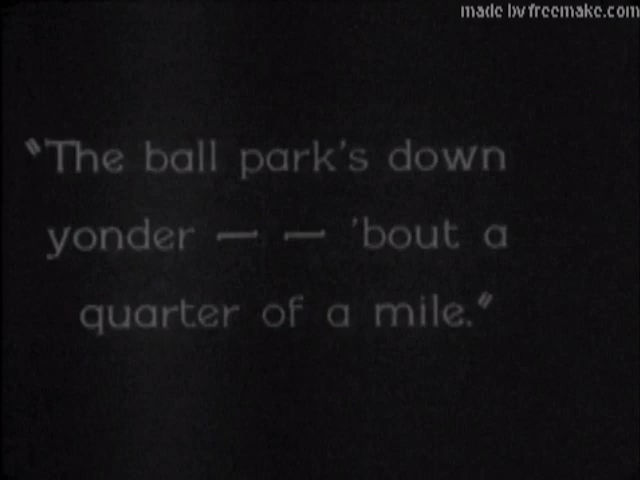 made by freemake.com
"The ball park's down
yonder — — 'bout a
quarter of a mile."